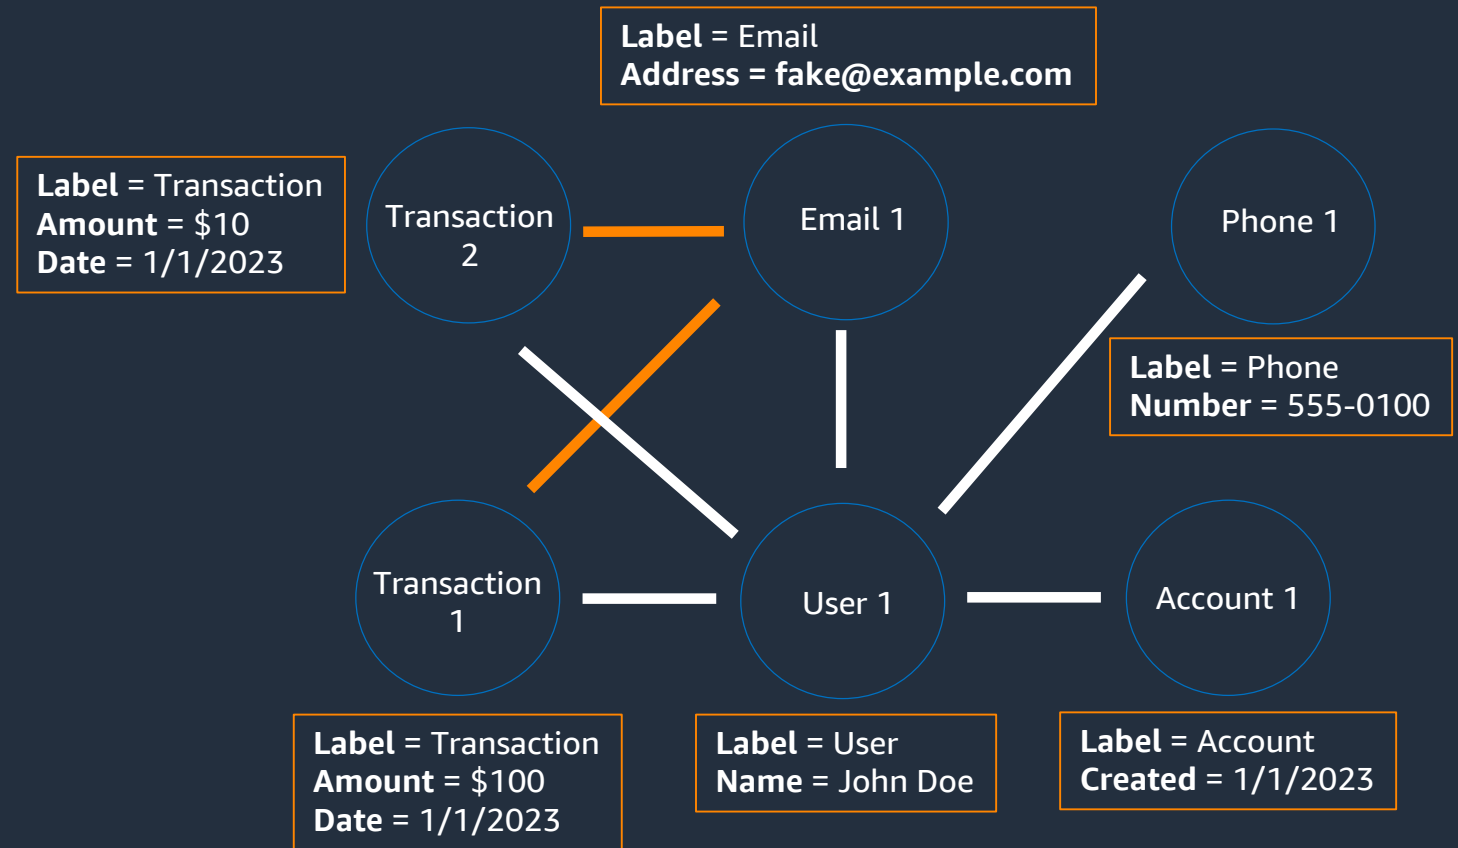 Label = Email
Address = fake@example.com
Label = Transaction
Amount = $10
Date = 1/1/2023
Transaction
2
Email 1
Phone 1
Label = Phone
Number = 555-0100
Transaction
1
User 1
Account 1
Label = Transaction
Amount = $100
Date = 1/1/2023
Label = User
Name = John Doe
Label = Account
Created = 1/1/2023